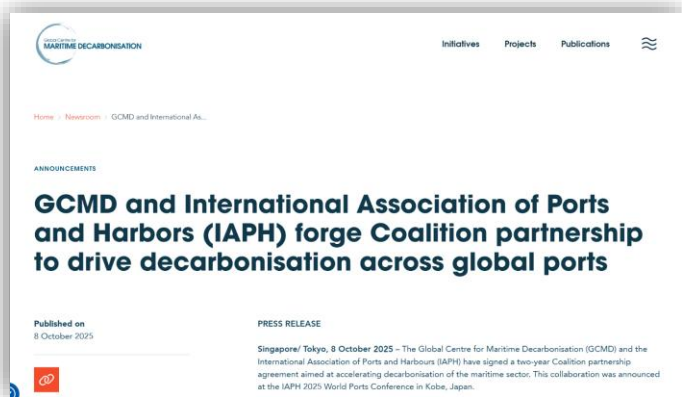 Global Centre for
MARITIME DECARBONISATION
Initiatives Projects Publications
Home > Newsroom > GCMD and International As...
ANNOUNCEMENTS
GCMD and International Association of Ports
and Harbors (IAPH) forge Coalition partnership
to drive decarbonisation across global ports
Published on
8 October 2025
PRESS RELEASE
Singapore/ Tokyo, 8 October 2025 – The Global Centre for Maritime Decarbonisation (GCMD) and the
International Association of Ports and Harbours (IAPH) have signed a two-year Coalition partnership
agreement aimed at accelerating decarbonisation of the maritime sector. This collaboration was announced
at the IAPH 2025 World Ports Conference in Kobe, Japan.